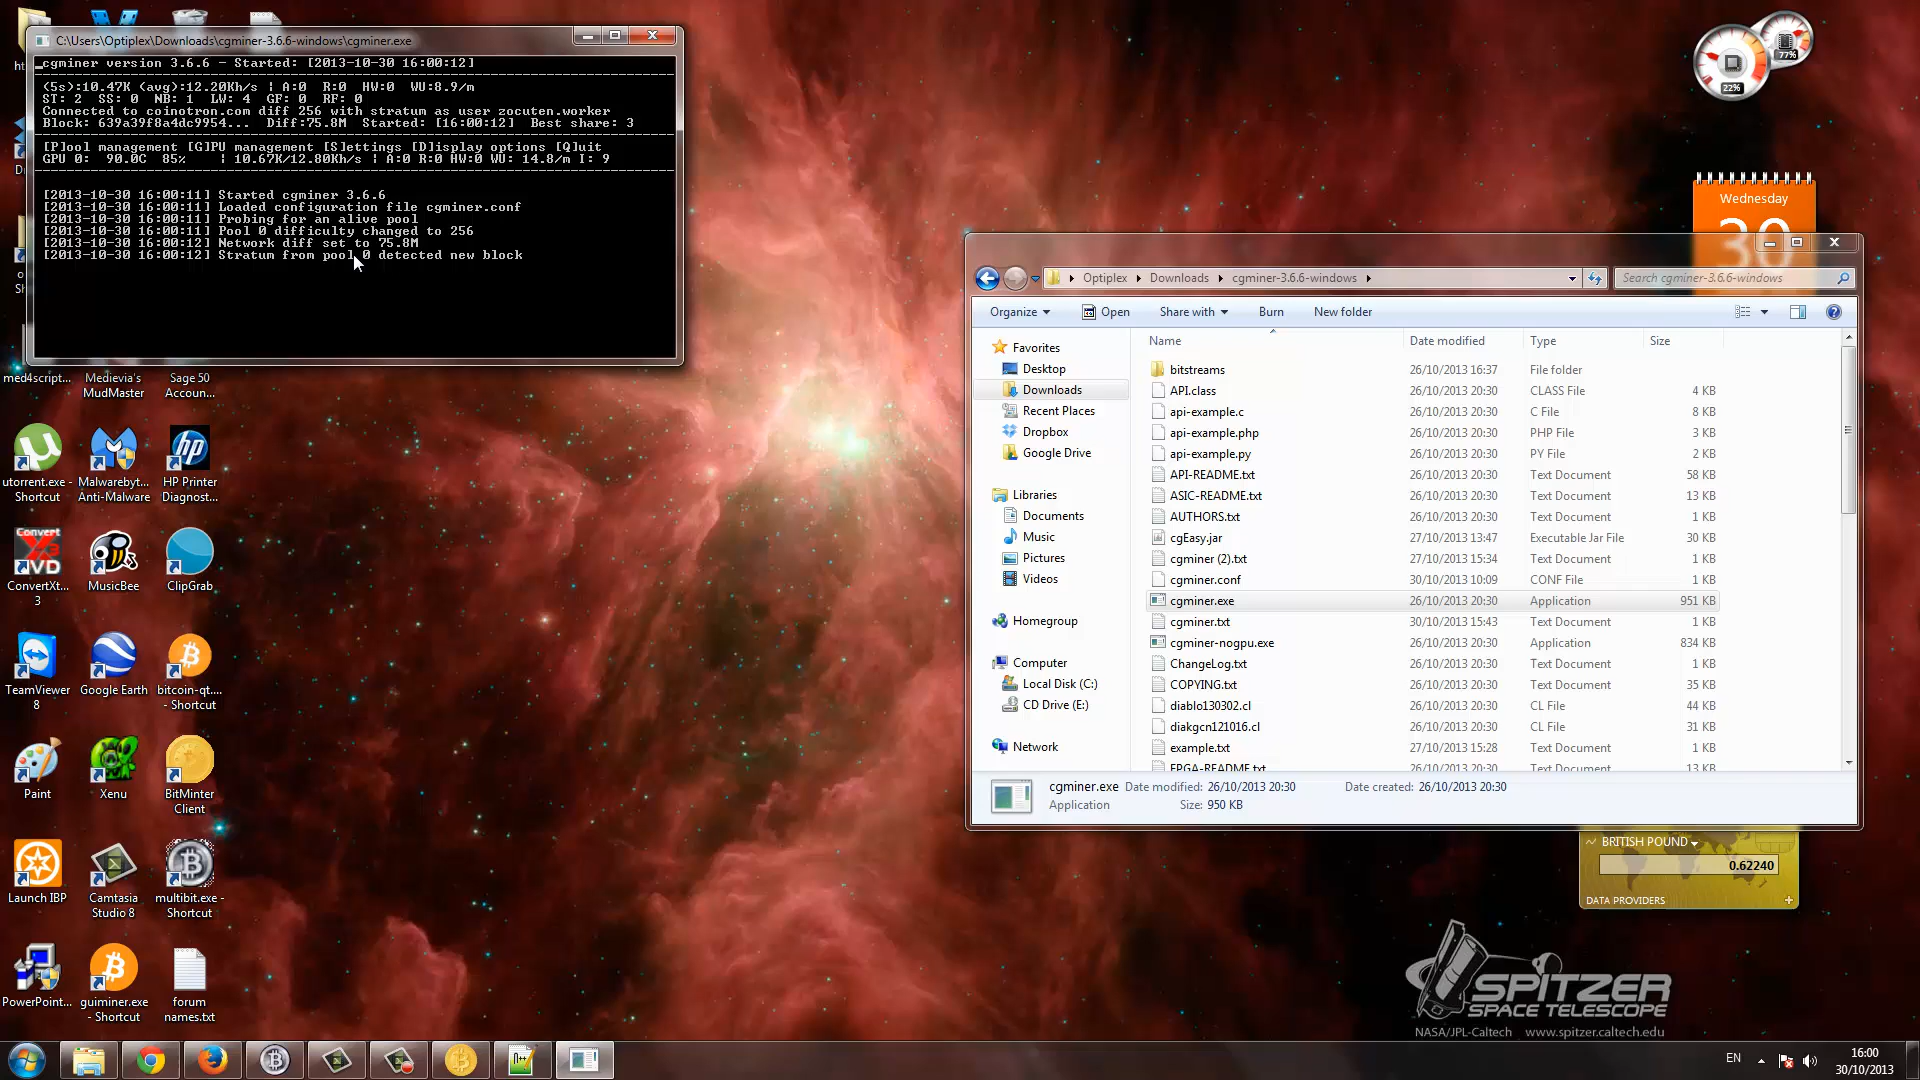 C:\Users\Optiplex\Downloads\cgminer-3.6.6-windows\cgminer.exe
cgminer version 3.6.6 - Started: [2013-10-30 16:00:12]
(5s):10.47K (avg):12.20Kh/s | A:0 R:0 HW:0 WU:8.9/m
ST: 2 SS: 0 NB: 1 LW: 4 GF: 0 RF: 0
Connected to coinotron.com diff 256 with stratum as user zocuten.worker
Block: 639a39f8a4dc9954... Diff:75.8M Started: [16:00:12] Best share: 3
[P]ool management [G]PU management [S]ettings [D]isplay options [Q]uit
GPU 0: 90.0C 85% | 10.67K/12.80Kh/s | A:0 R:0 HW:0 WU: 14.8/m I: 9
[2013-10-30 16:00:11] Started cgminer 3.6.6
[2013-10-30 16:00:11] Loaded configuration file cgminer.conf
[2013-10-30 16:00:11] Probing for an alive pool
[2013-10-30 16:00:11] Pool 0 difficulty changed to 256
[2013-10-30 16:00:12] Network diff set to 75.8M
[2013-10-30 16:00:12] Stratum from pool 0 detected new block
med4script... Medievia's MudMaster Sage 50 Accoun...
utorrent.exe - Shortcut
Malwarebyt... Anti-Malware
HP Printer Diagnost...
Convert
ConvertXt... 3
MusicBee
ClipGrab
TeamViewer 8
Google Earth
bitcoin-qt.... - Shortcut
Paint
Xenu
BitMinter Client
Launch IBP
Camtasia Studio 8
multibit.exe - Shortcut
PowerPoint...
guiminer.exe - Shortcut
forum names.txt
22%
77%
Wednesday
30
Optiplex Downloads cgminer-3.6.6-windows
Search cgminer-3.6.6-windows
Organize Open Share with Burn New folder
Favorites
Desktop
Downloads
Recent Places
Dropbox
Google Drive
Libraries
Documents
Music
Pictures
Videos
Homegroup
Computer
Local Disk (C:)
CD Drive (E:)
Network
Name Date modified Type Size
bitstreams 26/10/2013 16:37 File folder
API.class 26/10/2013 20:30 CLASS File 4 KB
api-example.c 26/10/2013 20:30 C File 8 KB
api-example.php 26/10/2013 20:30 PHP File 3 KB
api-example.py 26/10/2013 20:30 PY File 2 KB
API-README.txt 26/10/2013 20:30 Text Document 58 KB
ASIC-README.txt 26/10/2013 20:30 Text Document 13 KB
AUTHORS.txt 26/10/2013 20:30 Text Document 1 KB
cgEasy.jar 27/10/2013 13:47 Executable Jar File 30 KB
cgminer (2).txt 27/10/2013 15:34 Text Document 1 KB
cgminer.conf 30/10/2013 10:09 CONF File 1 KB
cgminer.exe 26/10/2013 20:30 Application 951 KB
cgminer.txt 30/10/2013 15:43 Text Document 1 KB
cgminer-nogpu.exe 26/10/2013 20:30 Application 834 KB
ChangeLog.txt 26/10/2013 20:30 Text Document 1 KB
COPYING.txt 26/10/2013 20:30 Text Document 35 KB
diablo130302.cl 26/10/2013 20:30 CL File 44 KB
diakgcn121016.cl 26/10/2013 20:30 CL File 31 KB
example.txt 27/10/2013 15:28 Text Document 1 KB
FPGA-README.txt 26/10/2013 20:30 Text Document 13 KB
cgminer.exe Date modified: 26/10/2013 20:30 Date created: 26/10/2013 20:30
Application Size: 950 KB
BRITISH POUND
0.62240
DATA PROVIDERS
SPITZER
SPACE TELESCOPE
NASA/JPL-Caltech www.spitzer.caltech.edu
EN
16:00
30/10/2013